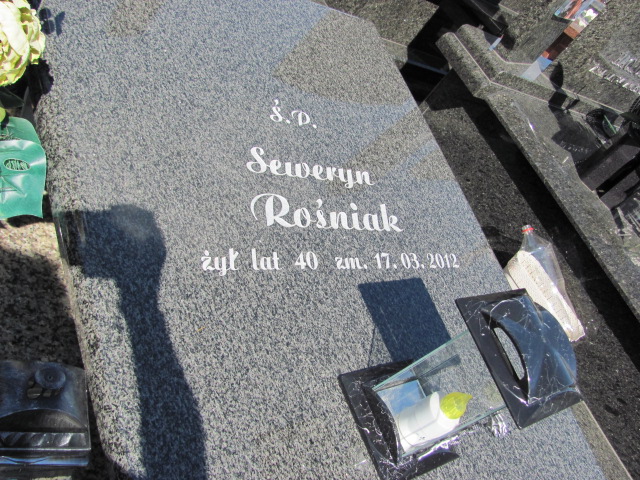 Ś.P.
Seweryn
Rośniak
żył lat 40 zm. 17.03.2012